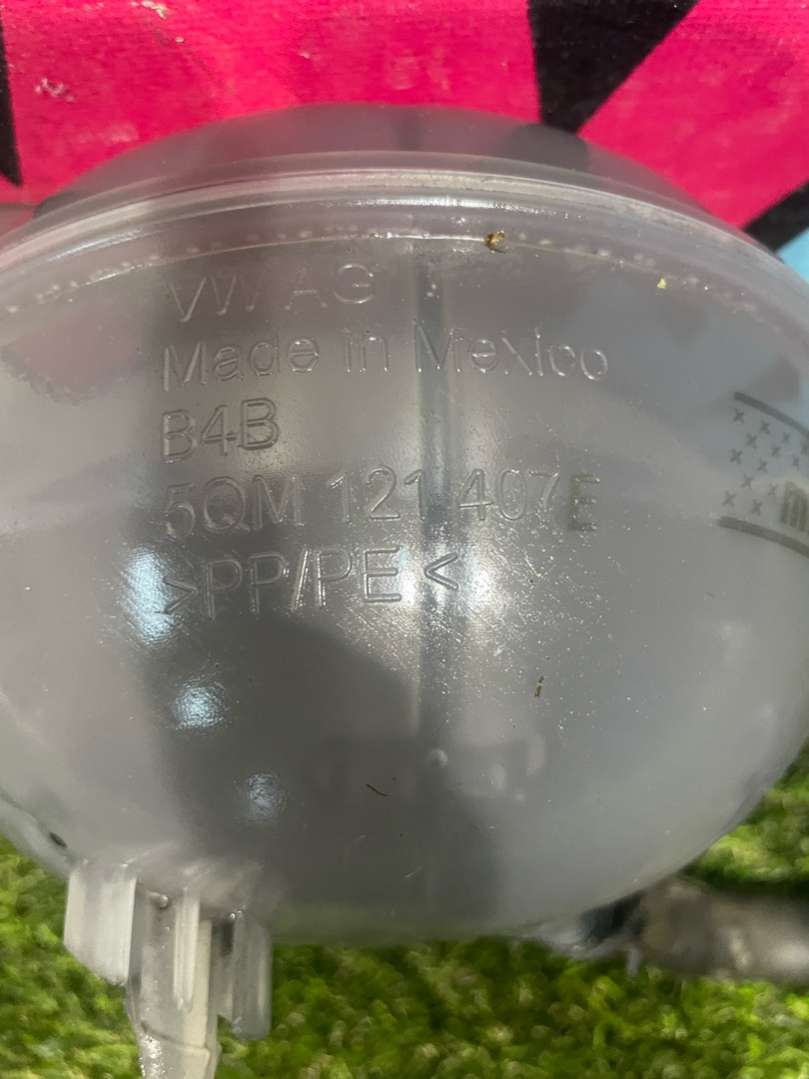 VW AG
Made in Mexico
B4B
5QM 121 407 E
>PP/PE<